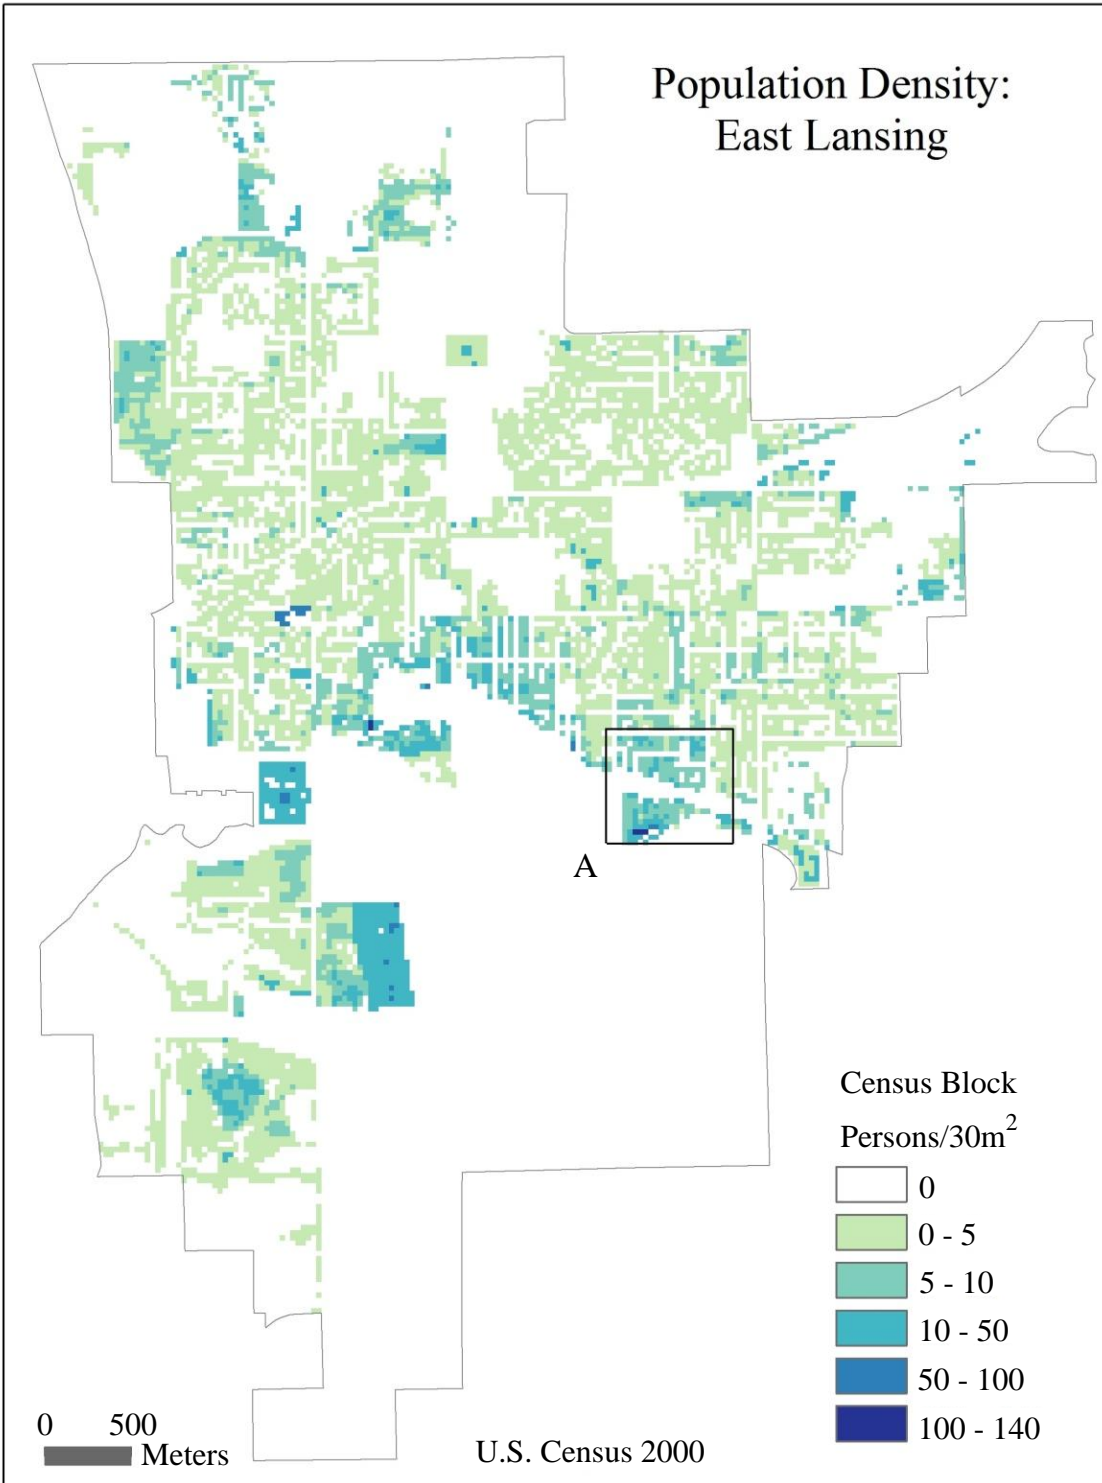 Population Density:
East Lansing
A
Census Block
Persons/30m²
0
0 - 5
5 - 10
10 - 50
50 - 100
100 - 140
0 500
Meters
U.S. Census 2000